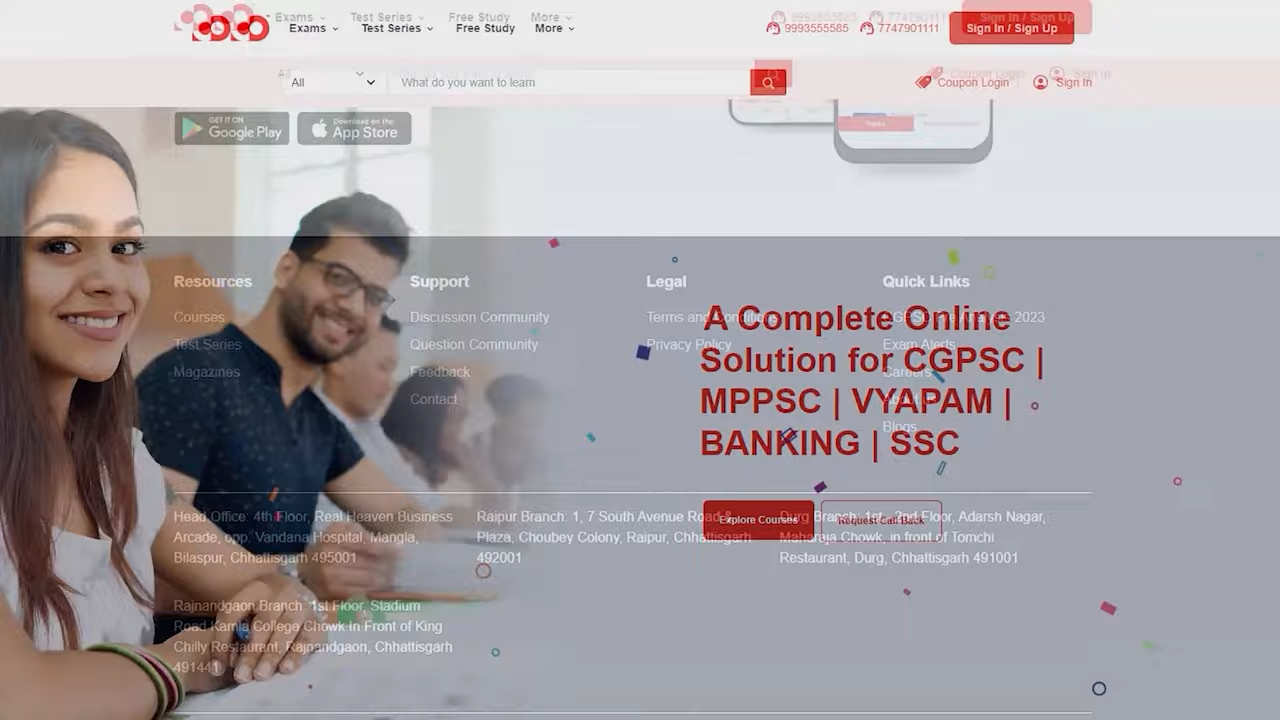 Exams Test Series Free Study More
Exams Test Series Free Study More 9993555585 7747901111 Sign In / Sign Up
All What do you want to learn Coupon Login Sign In
GET IT ON Google Play Download on the App Store
Resources
Courses
Test Series
Magazines
Support
Discussion Community
Question Community
Feedback
Contact
Legal
Terms and Conditions
Privacy Policy
Quick Links
2023
Exam Alerts
Careers
Blogs
A Complete Online
Solution for CGPSC |
MPPSC | VYAPAM |
BANKING | SSC
Explore Courses Request Call Back
Head Office: 4th Floor, Real Heaven Business
Arcade, opp. Vandana Hospital, Mangla,
Bilaspur, Chhattisgarh 495001
Raipur Branch: 1, 7 South Avenue Road &
Plaza, Choubey Colony, Raipur, Chhattisgarh
492001
Durg Branch: 1st - 2nd Floor, Adarsh Nagar,
Maharaja Chowk, in front of Tomchi
Restaurant, Durg, Chhattisgarh 491001
Rajnandgaon Branch: 1st Floor, Stadium
Road Kamla College Chowk In Front of King
Chilly Restaurant, Rajnandgaon, Chhattisgarh
491441